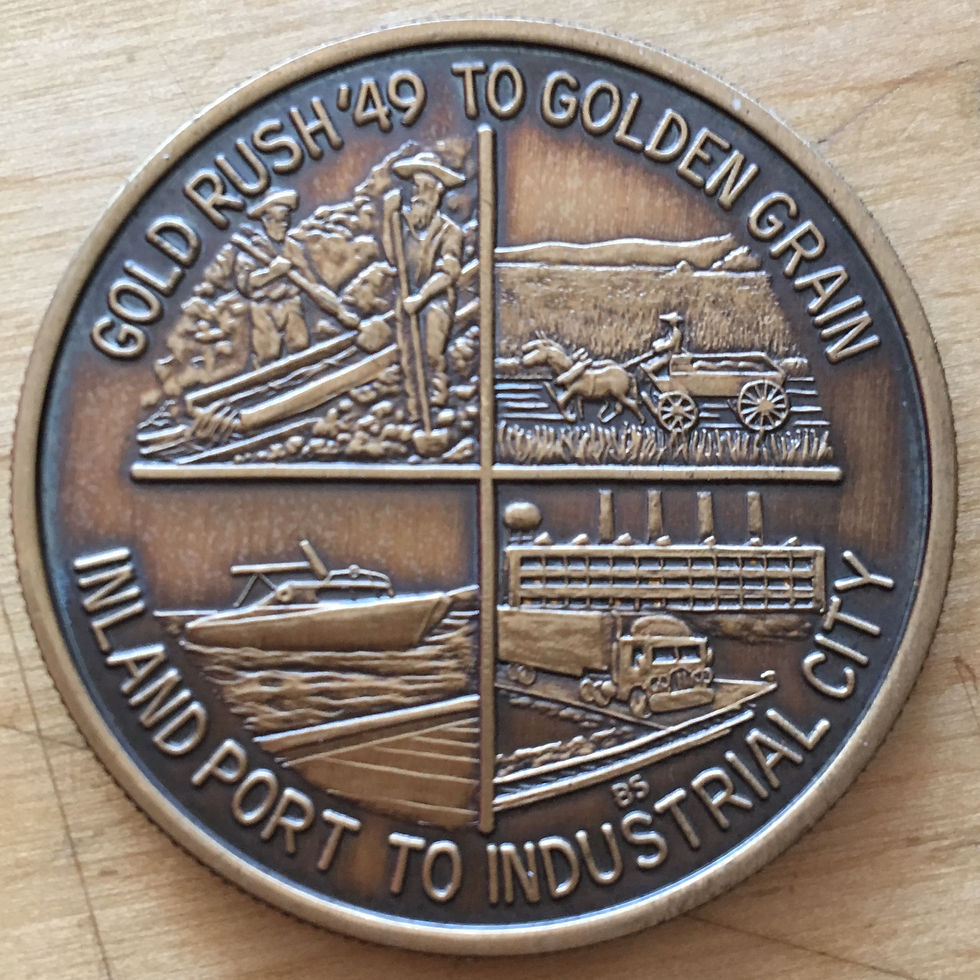 GOLD RUSH '49 TO GOLDEN GRAIN
INLAND PORT TO INDUSTRIAL CITY
BS